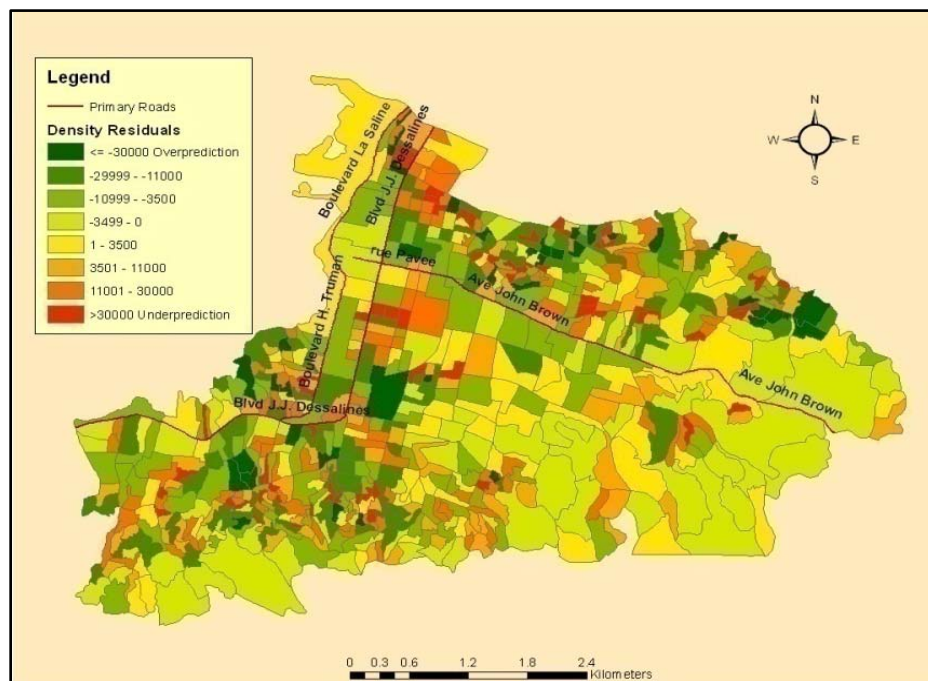 Legend
Primary Roads
Density Residuals
<= -30000 Overprediction
-29999 - -11000
-10999 - -3500
-3499 - 0
1 - 3500
3501 - 11000
11001 - 30000
>30000 Underprediction
N
W E
S
Boulevard La Saline
Blvd J.J. Dessalines
rue Pavee
Boulevard H. Truman
Ave John Brown
Ave John Brown
Blvd J.J. Dessalines
0 0.3 0.6 1.2 1.8 2.4
Kilometers